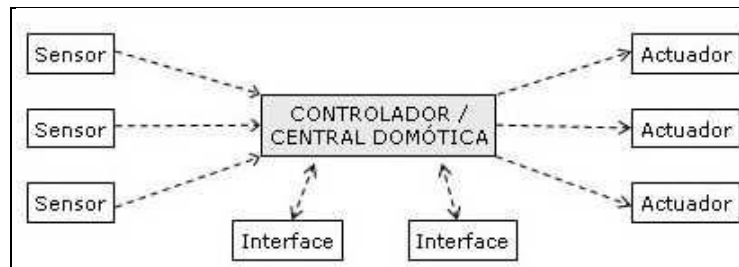 Sensor
Actuador
CONTROLADOR /
CENTRAL DOMÓTICA
Sensor
Actuador
Sensor
Actuador
Interface
Interface